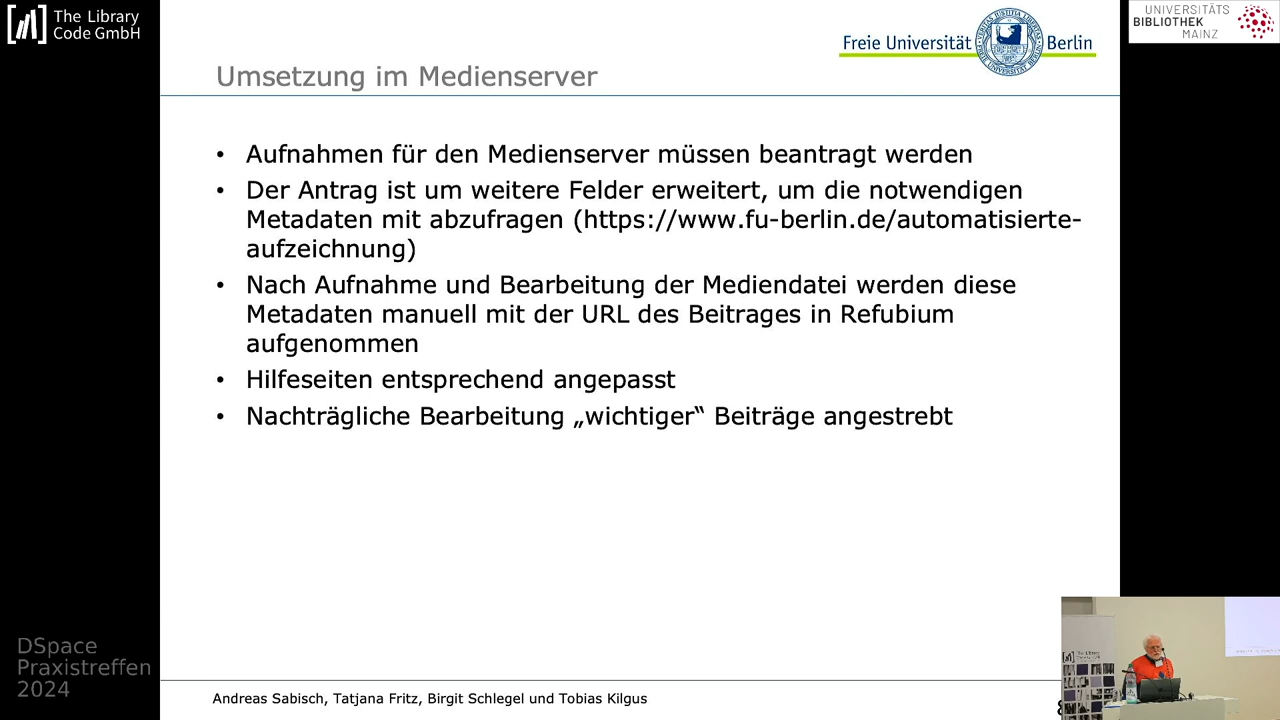 The Library
Code GmbH
Freie Universität Berlin
UNIVERSITÄTS
BIBLIOTHEK
MAINZ
Umsetzung im Medienserver
• Aufnahmen für den Medienserver müssen beantragt werden
• Der Antrag ist um weitere Felder erweitert, um die notwendigen
Metadaten mit abzufragen (https://www.fu-berlin.de/automatisierte-
aufzeichnung)
• Nach Aufnahme und Bearbeitung der Mediendatei werden diese
Metadaten manuell mit der URL des Beitrages in Refubium
aufgenommen
• Hilfeseiten entsprechend angepasst
• Nachträgliche Bearbeitung „wichtiger“ Beiträge angestrebt
DSpace
Praxistreffen
2024
Andreas Sabisch, Tatjana Fritz, Birgit Schlegel und Tobias Kilgus